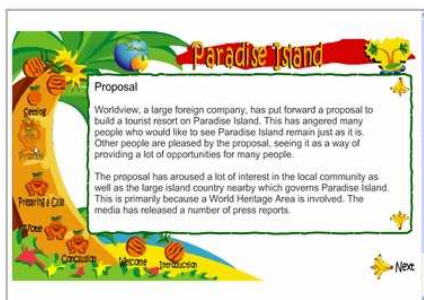 Paradise Island
Proposal
Worldview, a large foreign company, has put forward a proposal to
build a tourist resort on Paradise Island. This has angered many
people who would like to see Paradise Island remain just as it is.
Other people are pleased by the proposal, seeing it as a way of
providing a lot of opportunities for many people.
The proposal has aroused a lot of interest in the local community as
well as the large island country nearby which governs Paradise Island.
This is primarily because a World Heritage Area is involved. The
media has released a number of press reports.
Setting
Proposal
Preparing a Case
Vote
Conclusion
Welcome
Introduction
Next